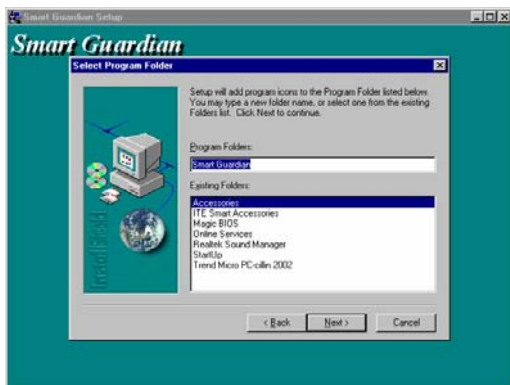 Smart Guardian Setup
Smart Guardian
Select Program Folder
Setup will add program icons to the Program Folder listed below.
You may type a new folder name, or select one from the existing
Folders list. Click Next to continue.
Program Folders:
Smart Guardian
Existing Folders:
Accessories
ITE Smart Accessories
Magic BIOS
Online Services
Realtek Sound Manager
StartUp
Trend Micro PC-cillin 2002
InstallShield
< Back
Next >
Cancel